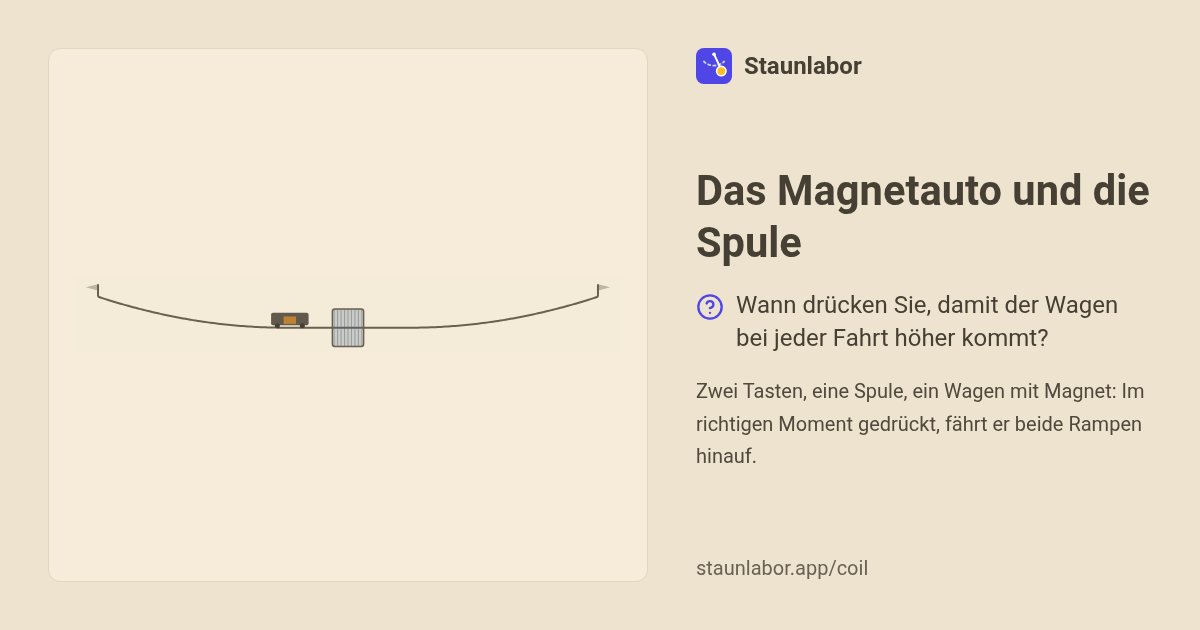 Staunlabor
Das Magnetauto und die
Spule
Wann drücken Sie, damit der Wagen
bei jeder Fahrt höher kommt?
Zwei Tasten, eine Spule, ein Wagen mit Magnet: Im
richtigen Moment gedrückt, fährt er beide Rampen
hinauf.
staunlabor.app/coil